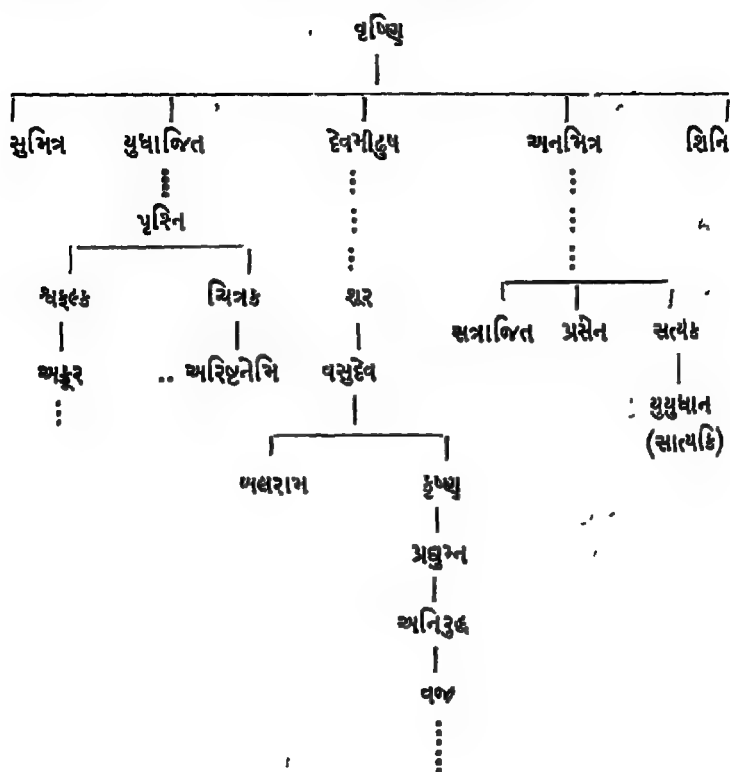 વૃષ્ણિ
સુમિત્ર યુધાજિત દેવમીઢુષ અનમિત્ર શિનિ
પૃશ્નિ
શ્વફલ્ક ચિત્રક શૂર સત્રાજિત પ્રસેન સત્યક
અક્રૂર .. અરિષ્ટનેમિ વસુદેવ યુયુધાન
(સાત્યકિ)
બલરામ કૃષ્ણ
પ્રદ્યુમ્ન
અનિરુદ્ધ
વજ્ર